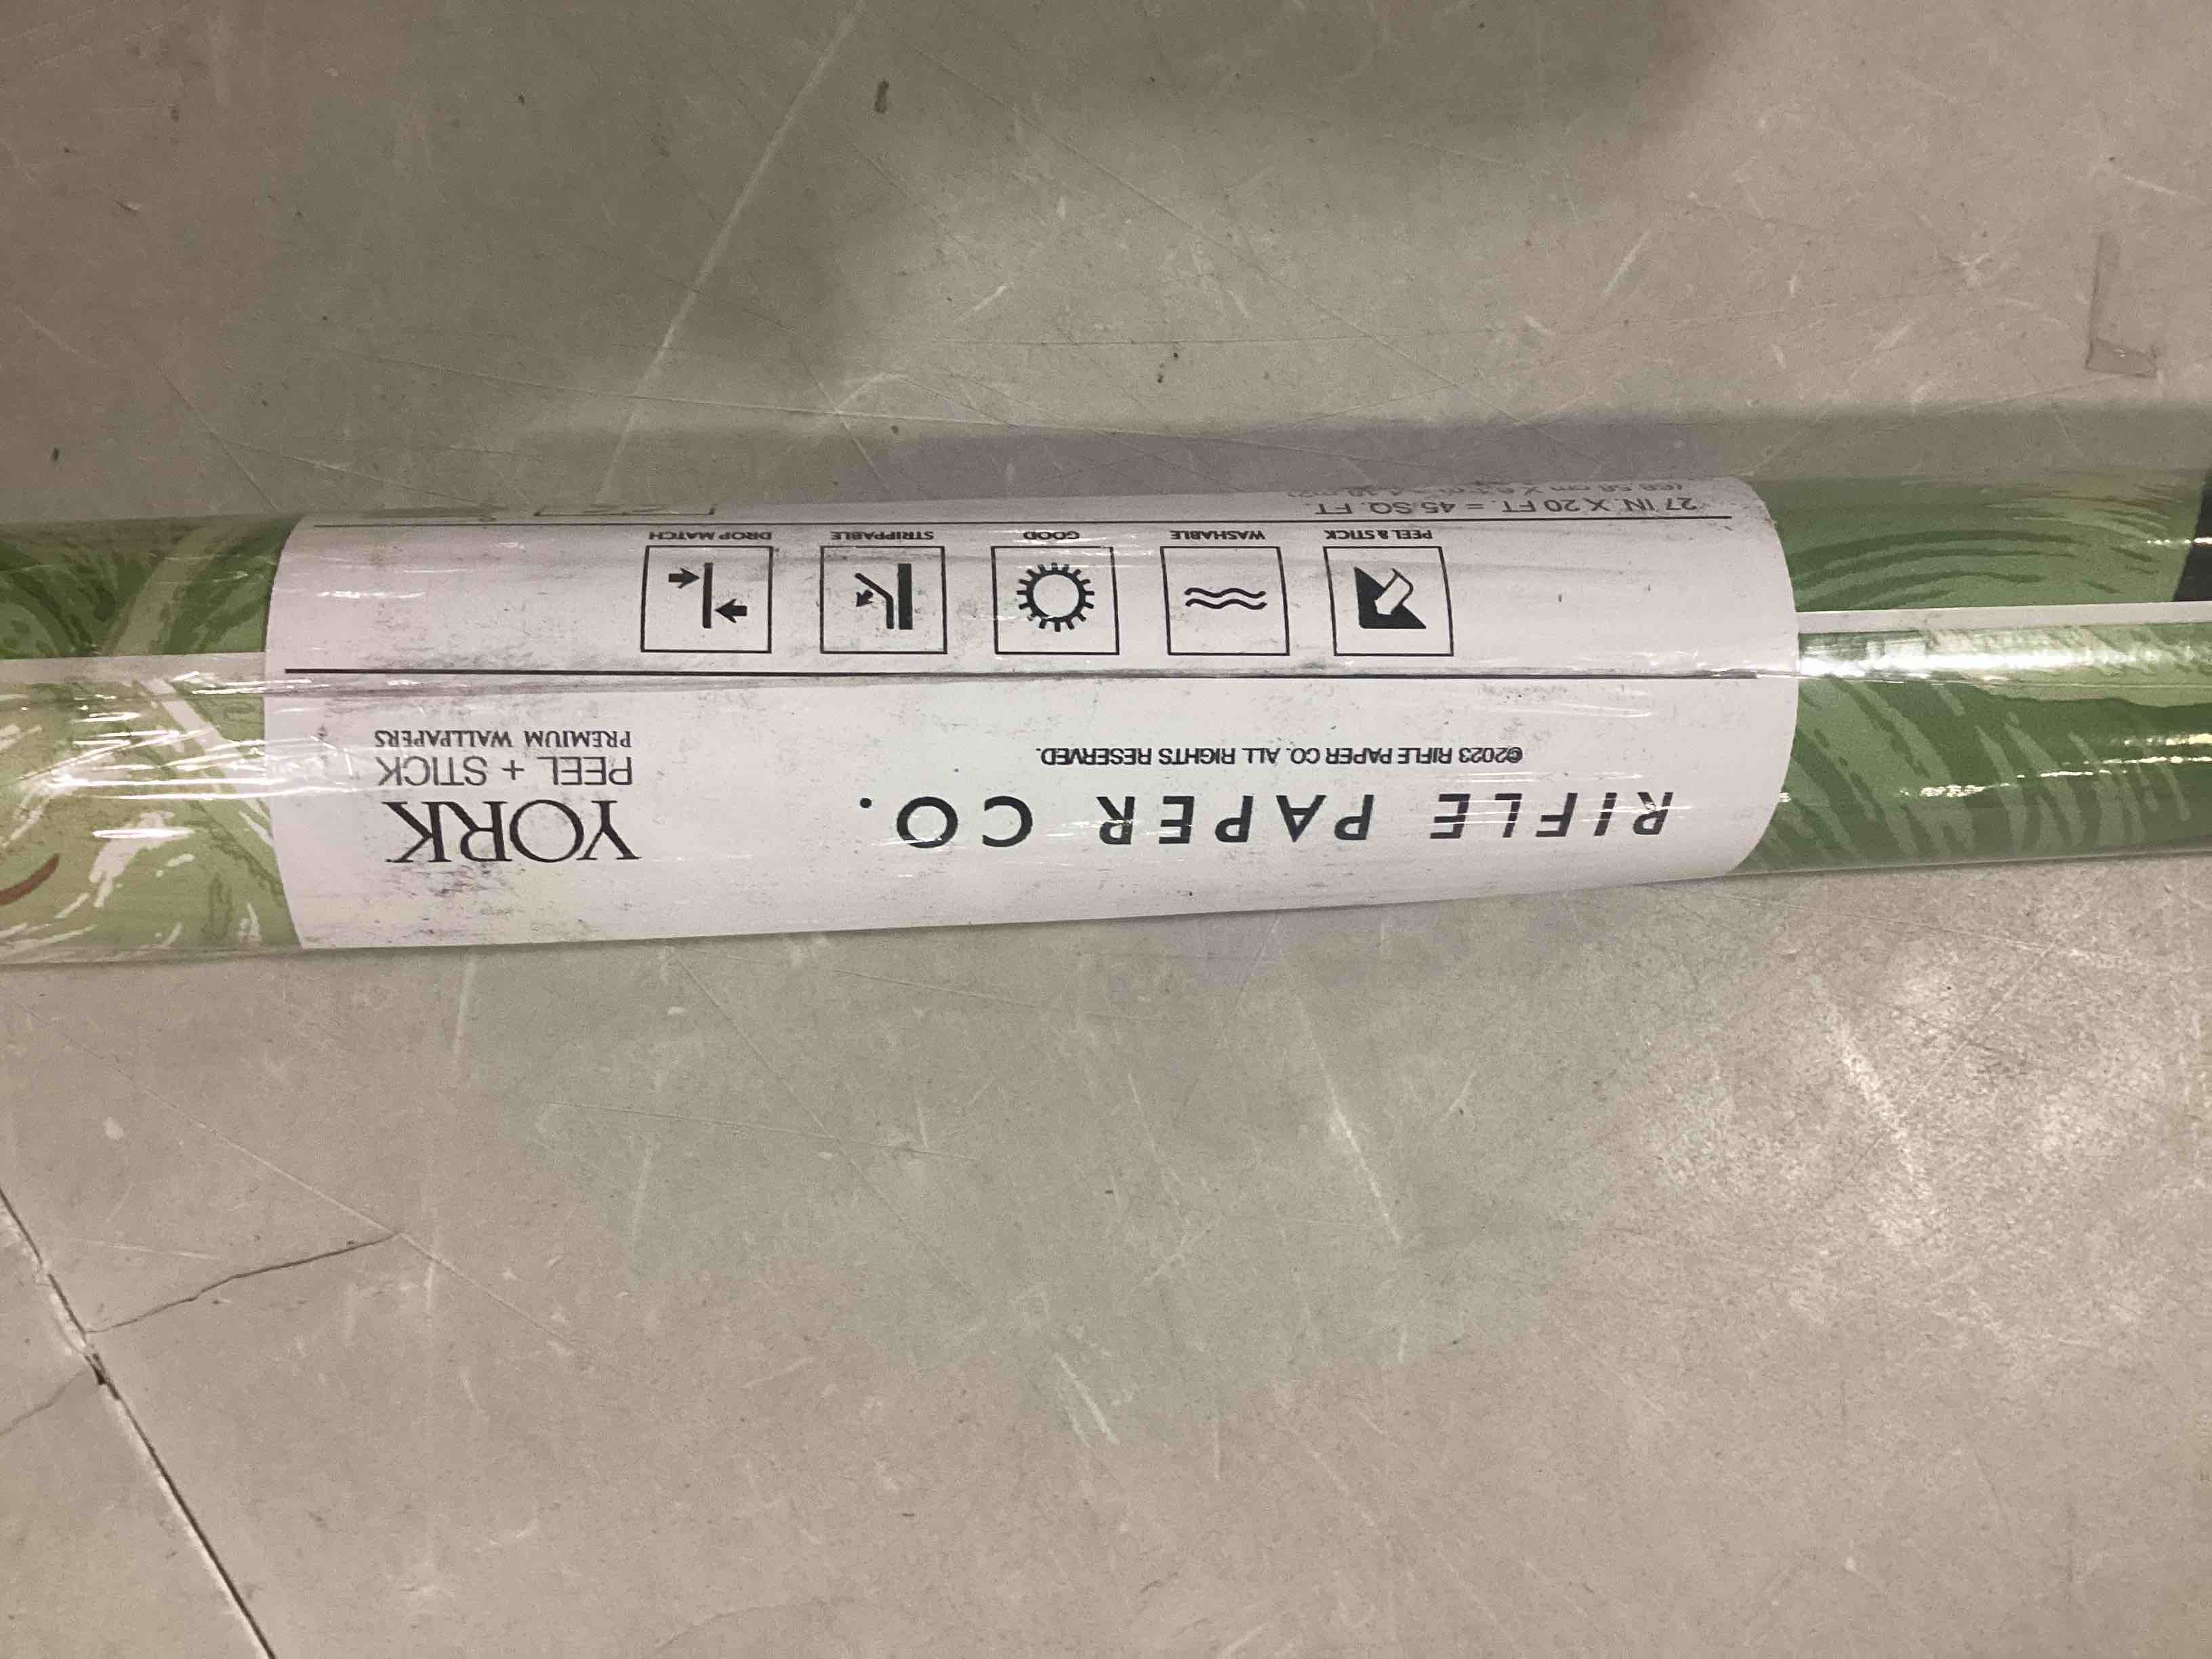 RIFLE PAPER CO.
©2023 RIFLE PAPER CO. ALL RIGHTS RESERVED.
YORK
PEEL + STICK
PREMIUM WALLPAPERS
PEEL & STICK
WASHABLE
GOOD
STRIPPABLE
DROP MATCH
27 IN. X 20 FT. = 45 SQ. FT.